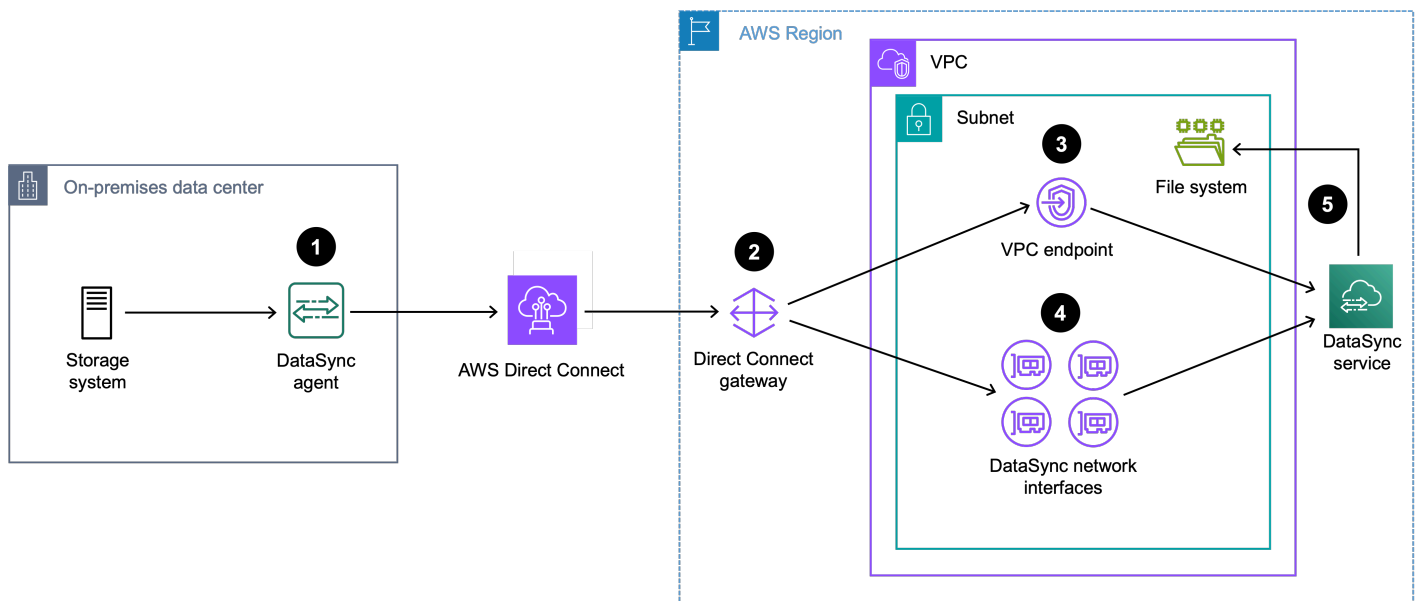 AWS Region
VPC
Subnet
3
File system
On-premises data center
5
1
2
VPC endpoint
4
Storage
system
DataSync
agent
AWS Direct Connect
Direct Connect
gateway
DataSync
service
DataSync network
interfaces